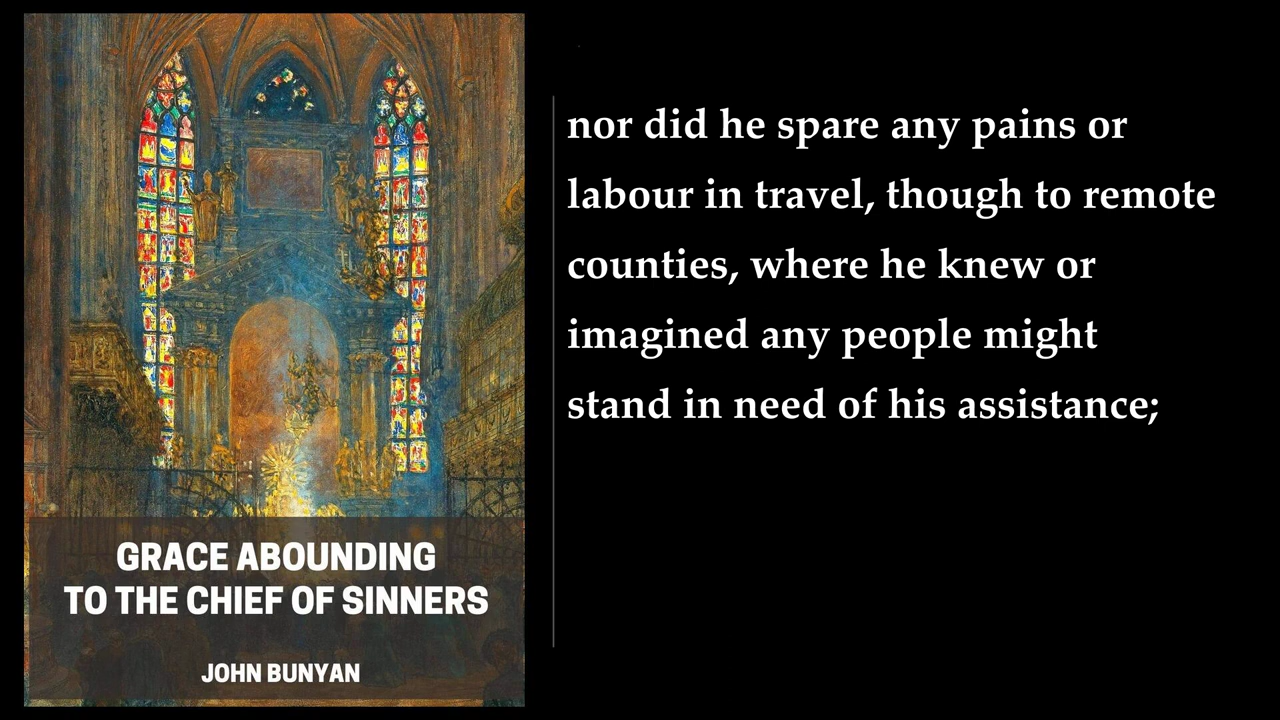 GRACE ABOUNDING
TO THE CHIEF OF SINNERS
JOHN BUNYAN
nor did he spare any pains or
labour in travel, though to remote
counties, where he knew or
imagined any people might
stand in need of his assistance;